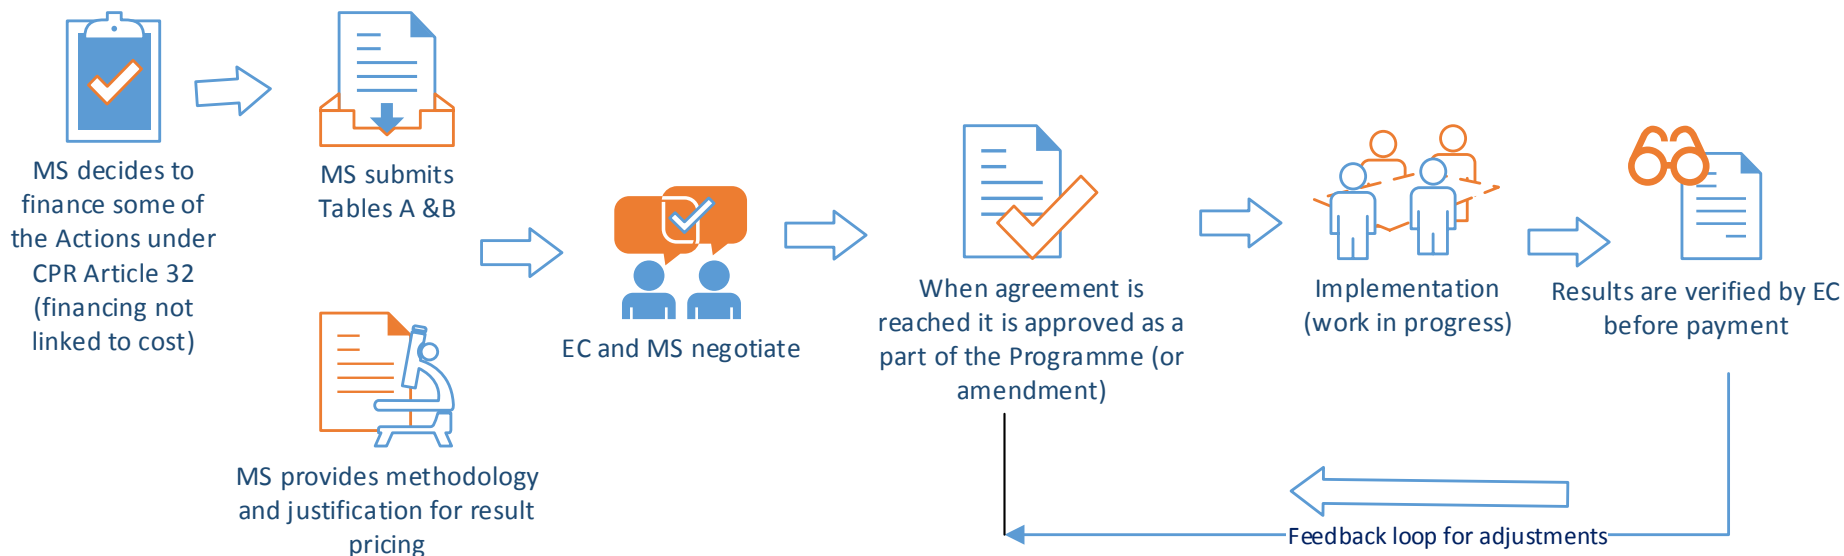 MS decides to
finance some of
the Actions under
CPR Article 32
(financing not
linked to cost)
MS submits
Tables A &B
MS provides methodology
and justification for result
pricing
EC and MS negotiate
When agreement is
reached it is approved as a
part of the Programme (or
amendment)
Implementation
(work in progress)
Results are verified by EC
before payment
Feedback loop for adjustments